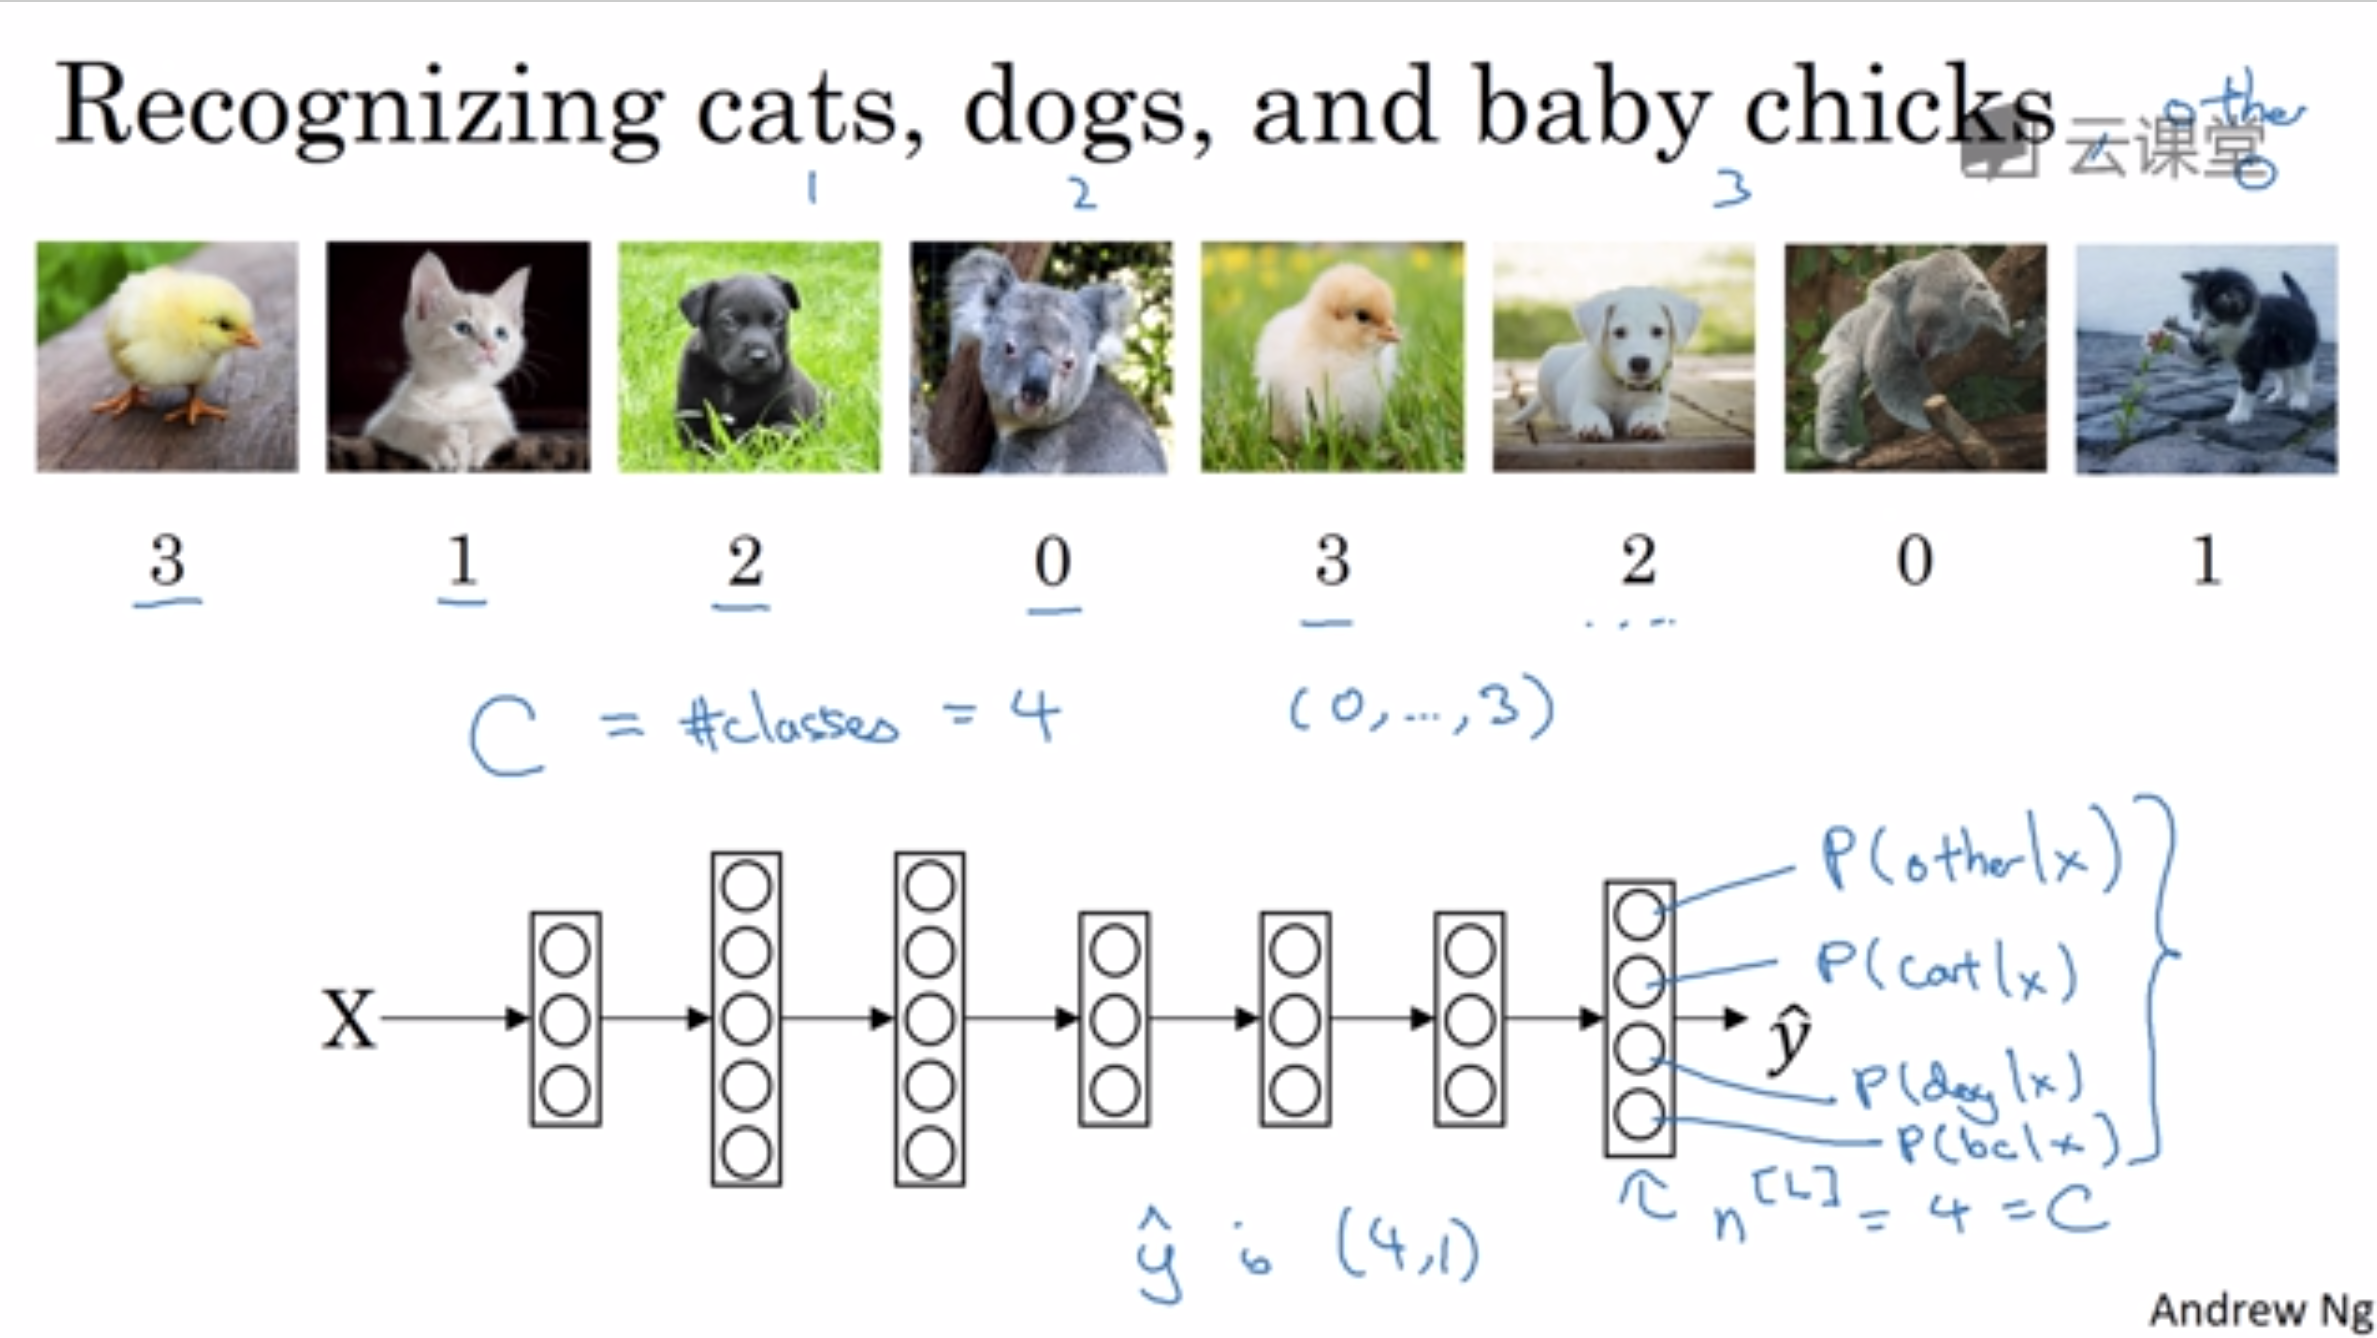 Recognizing cats, dogs, and baby chicks, other
1 2 3 0
云课堂
3 1 2 0 3 2 0 1
C = #classes = 4 (0,...,3)
P(other|x)
P(cat|x)
X ŷ
P(dog|x)
P(bc|x)
n[L] = 4 = C
ŷ is (4,1)
Andrew Ng